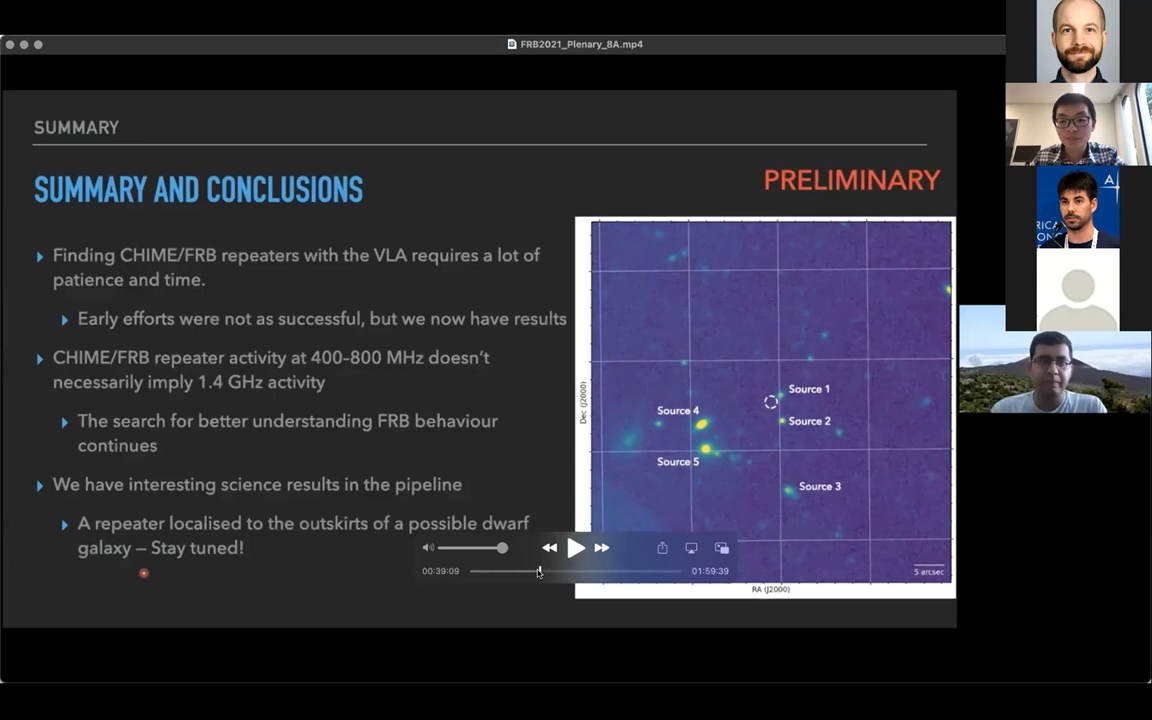 FRB2021_Plenary_8A.mp4
SUMMARY
SUMMARY AND CONCLUSIONS
PRELIMINARY
Finding CHIME/FRB repeaters with the VLA requires a lot of
patience and time.
Early efforts were not as successful, but we now have results
CHIME/FRB repeater activity at 400-800 MHz doesn't
necessarily imply 1.4 GHz activity
The search for better understanding FRB behaviour
continues
We have interesting science results in the pipeline
A repeater localised to the outskirts of a possible dwarf
galaxy – Stay tuned!
Source 1
Source 4
Source 2
Source 5
Source 3
Dec (J2000)
5 arcsec
RA (J2000)
00:39:09
01:59:39
A
RICA
ONG